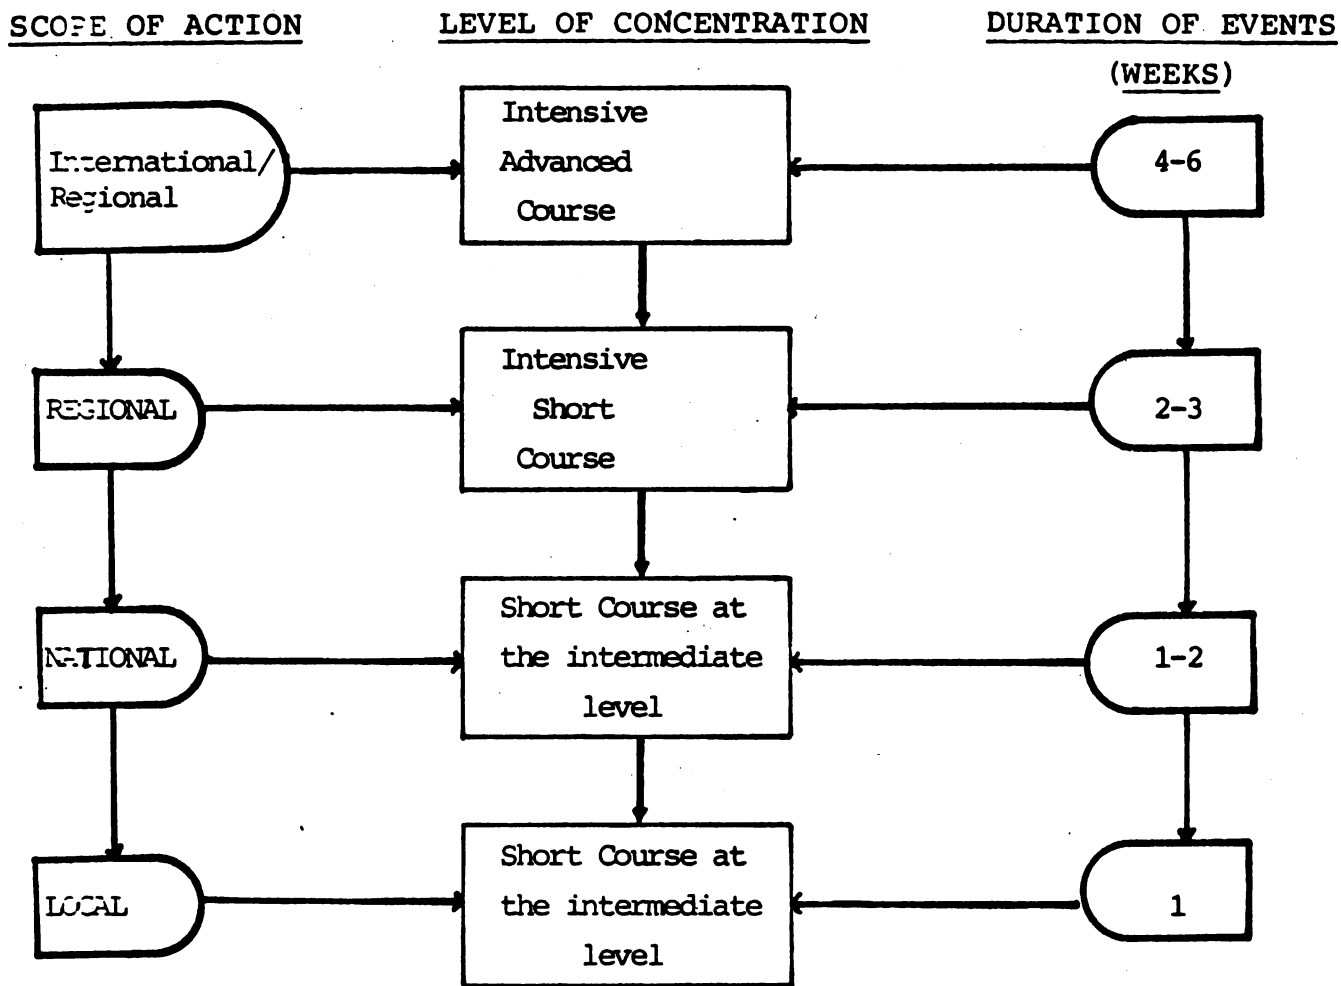 SCOPE OF ACTION
LEVEL OF CONCENTRATION
DURATION OF EVENTS
(WEEKS)
International/
Regional
Intensive
Advanced
Course
4-6
REGIONAL
Intensive
Short
Course
2-3
NATIONAL
Short Course at
the intermediate
level
1-2
LOCAL
Short Course at
the intermediate
level
1